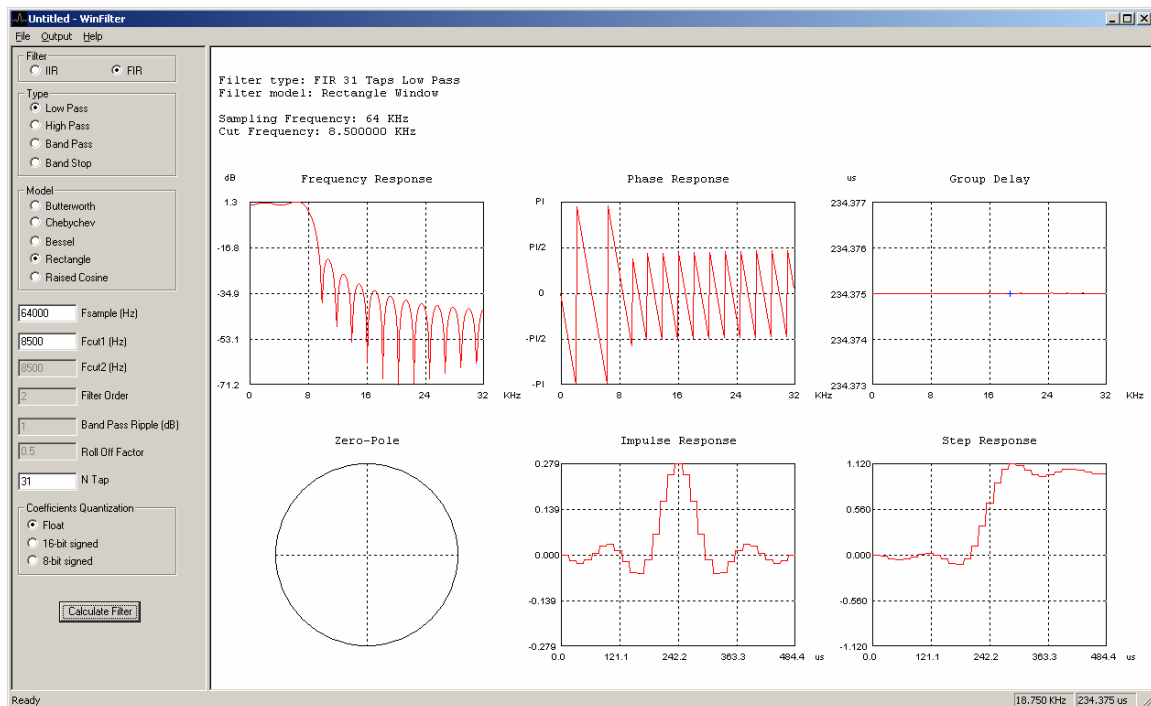 Untitled - WinFilter
File Output Help
Filter
IIR FIR
Type
Low Pass
High Pass
Band Pass
Band Stop
Model
Butterworth
Chebychev
Bessel
Rectangle
Raised Cosine
64000 Fsample (Hz)
8500 Fcut1 (Hz)
8500 Fcut2 (Hz)
2 Filter Order
1 Band Pass Ripple (dB)
0.5 Roll Off Factor
31 N Tap
Coefficients Quantization
Float
16-bit signed
8-bit signed
Calculate Filter
Filter type: FIR 31 Taps Low Pass
Filter model: Rectangle Window
Sampling Frequency: 64 KHz
Cut Frequency: 8.500000 KHz
dB Frequency Response
1.3
-16.8
-34.9
-53.1
-71.2
0 8 16 24 32 KHz
Phase Response
PI
PI/2
0
-PI/2
-PI
0 8 16 24 32 KHz
us Group Delay
234.377
234.376
234.375
234.374
234.373
0 8 16 24 32 KHz
Zero-Pole
Impulse Response
0.279
0.139
0.000
-0.139
-0.279
0.0 121.1 242.2 363.3 484.4 us
Step Response
1.120
0.560
0.000
-0.560
-1.120
0.0 121.1 242.2 363.3 484.4 us
Ready 18.750 KHz 234.375 us